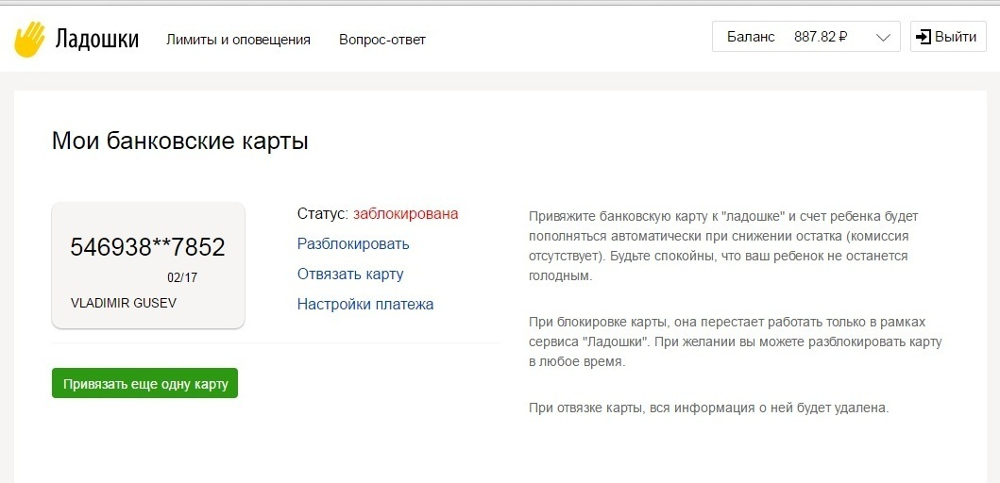 Ладошки
Лимиты и оповещения
Вопрос-ответ
Баланс 887.82 ₽
Выйти
Мои банковские карты
546938**7852
02/17
VLADIMIR GUSEV
Статус: заблокирована
Разблокировать
Отвязать карту
Настройки платежа
Привязать еще одну карту
Привяжите банковскую карту к "ладошке" и счет ребенка будет
пополняться автоматически при снижении остатка (комиссия
отсутствует). Будьте спокойны, что ваш ребенок не останется
голодным.
При блокировке карты, она перестает работать только в рамках
сервиса "Ладошки". При желании вы можете разблокировать карту
в любое время.
При отвязке карты, вся информация о ней будет удалена.